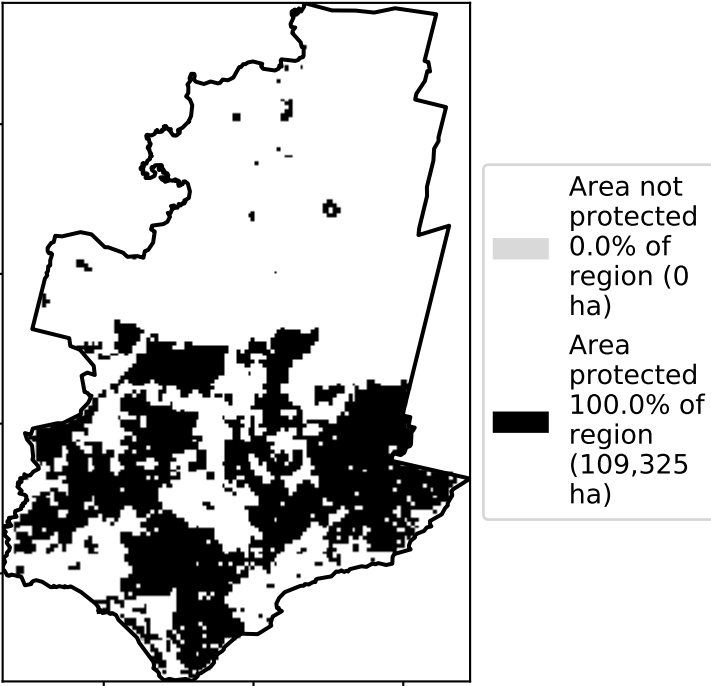 Area not
protected
0.0% of
region (0
ha)
Area
protected
100.0% of
region
(109,325
ha)